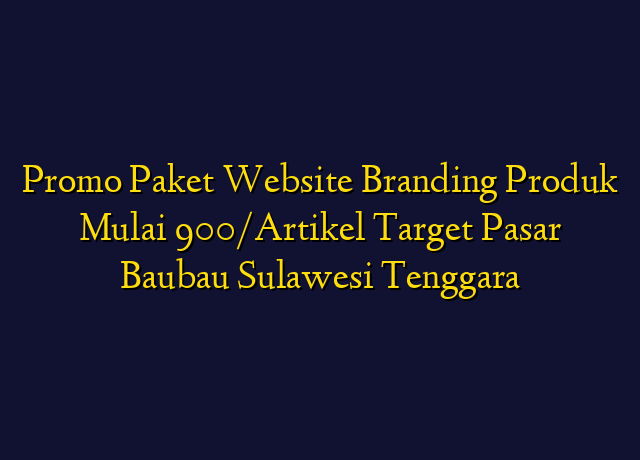 Promo Paket Website Branding Produk
Mulai 900/Artikel Target Pasar
Baubau Sulawesi Tenggara